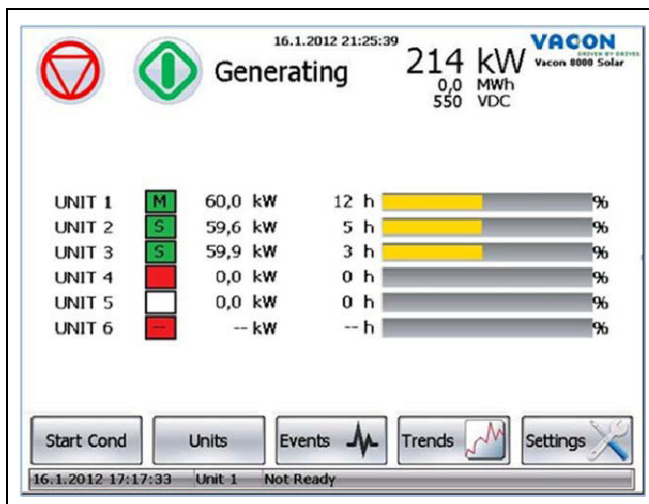 16.1.2012 21:25:39
Generating
214 kW
0,0 MWh
550 VDC
VACON
DRIVEN BY DRIVES
Vacon 8000 Solar
UNIT 1 M 60,0 kW 12 h %
UNIT 2 S 59,6 kW 5 h %
UNIT 3 S 59,9 kW 3 h %
UNIT 4 0,0 kW 0 h %
UNIT 5 0,0 kW 0 h %
UNIT 6 -- -- kW -- h %
Start Cond Units Events Trends Settings
16.1.2012 17:17:33 Unit 1 Not Ready